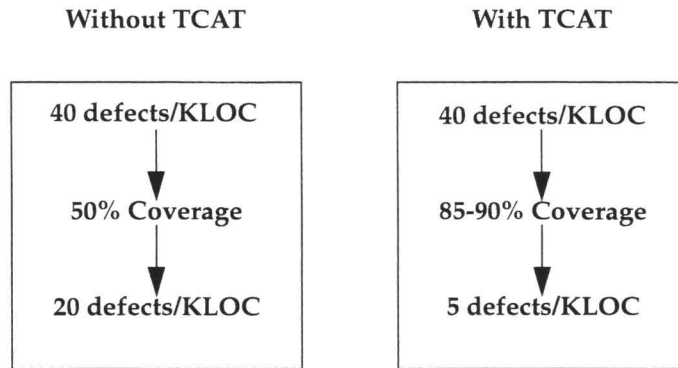 Without TCAT
40 defects/KLOC
50% Coverage
20 defects/KLOC
With TCAT
40 defects/KLOC
85-90% Coverage
5 defects/KLOC